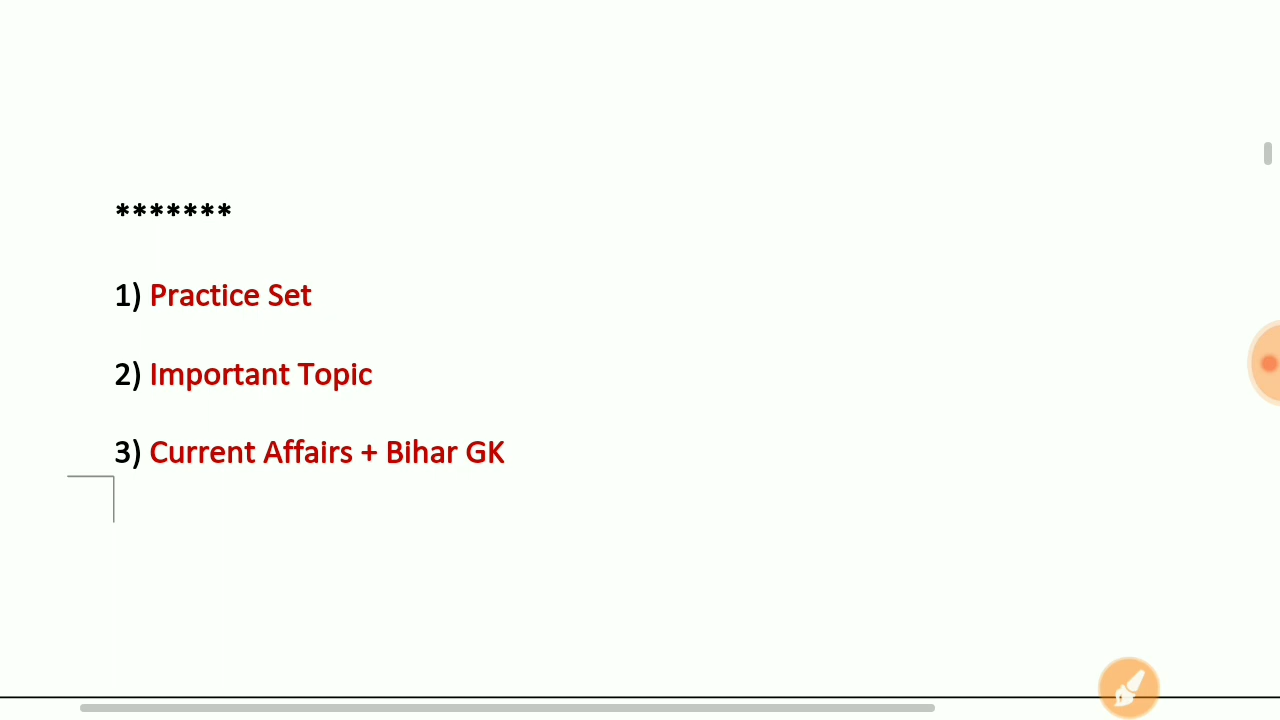 *******
1) Practice Set
2) Important Topic
3) Current Affairs + Bihar GK